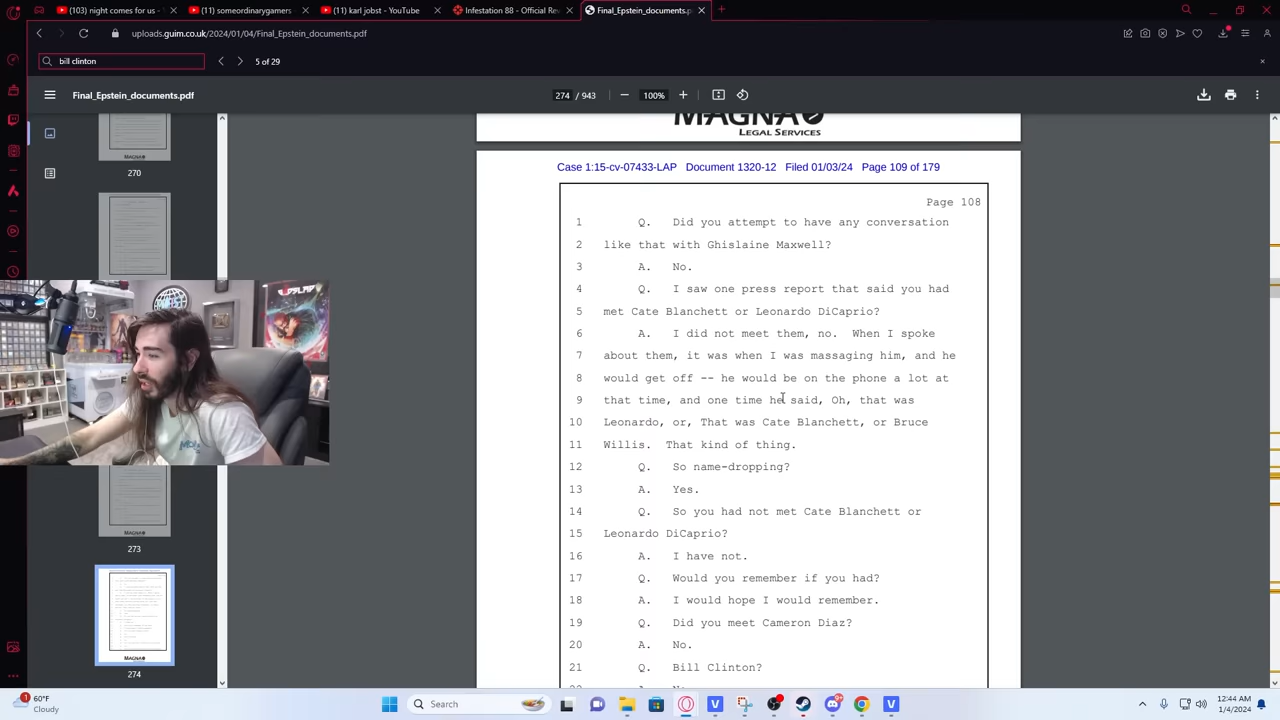 (103) night comes for us -
(11) someordinarygamers
(11) karl jobst - YouTube
Infestation 88 - Official Re
Final_Epstein_documents.p
uploads.guim.co.uk/2024/01/04/Final_Epstein_documents.pdf
bill clinton
5 of 29
Final_Epstein_documents.pdf
274 / 943
100%
MAGNA
LEGAL SERVICES
Case 1:15-cv-07433-LAP Document 1320-12 Filed 01/03/24 Page 109 of 179
Page 108
1 Q. Did you attempt to have any conversation
2 like that with Ghislaine Maxwell?
3 A. No.
4 Q. I saw one press report that said you had
5 met Cate Blanchett or Leonardo DiCaprio?
6 A. I did not meet them, no. When I spoke
7 about them, it was when I was massaging him, and he
8 would get off -- he would be on the phone a lot at
9 that time, and one time he said, Oh, that was
10 Leonardo, or, That was Cate Blanchett, or Bruce
11 Willis. That kind of thing.
12 Q. So name-dropping?
13 A. Yes.
14 Q. So you had not met Cate Blanchett or
15 Leonardo DiCaprio?
16 A. I have not.
17 Q. Would you remember if you had?
18 A. I would hope I would remember.
19 Q. Did you meet Cameron Diaz?
20 A. No.
21 Q. Bill Clinton?
270
273
274
60°F
Cloudy
Search
12:44 AM
1/4/2024